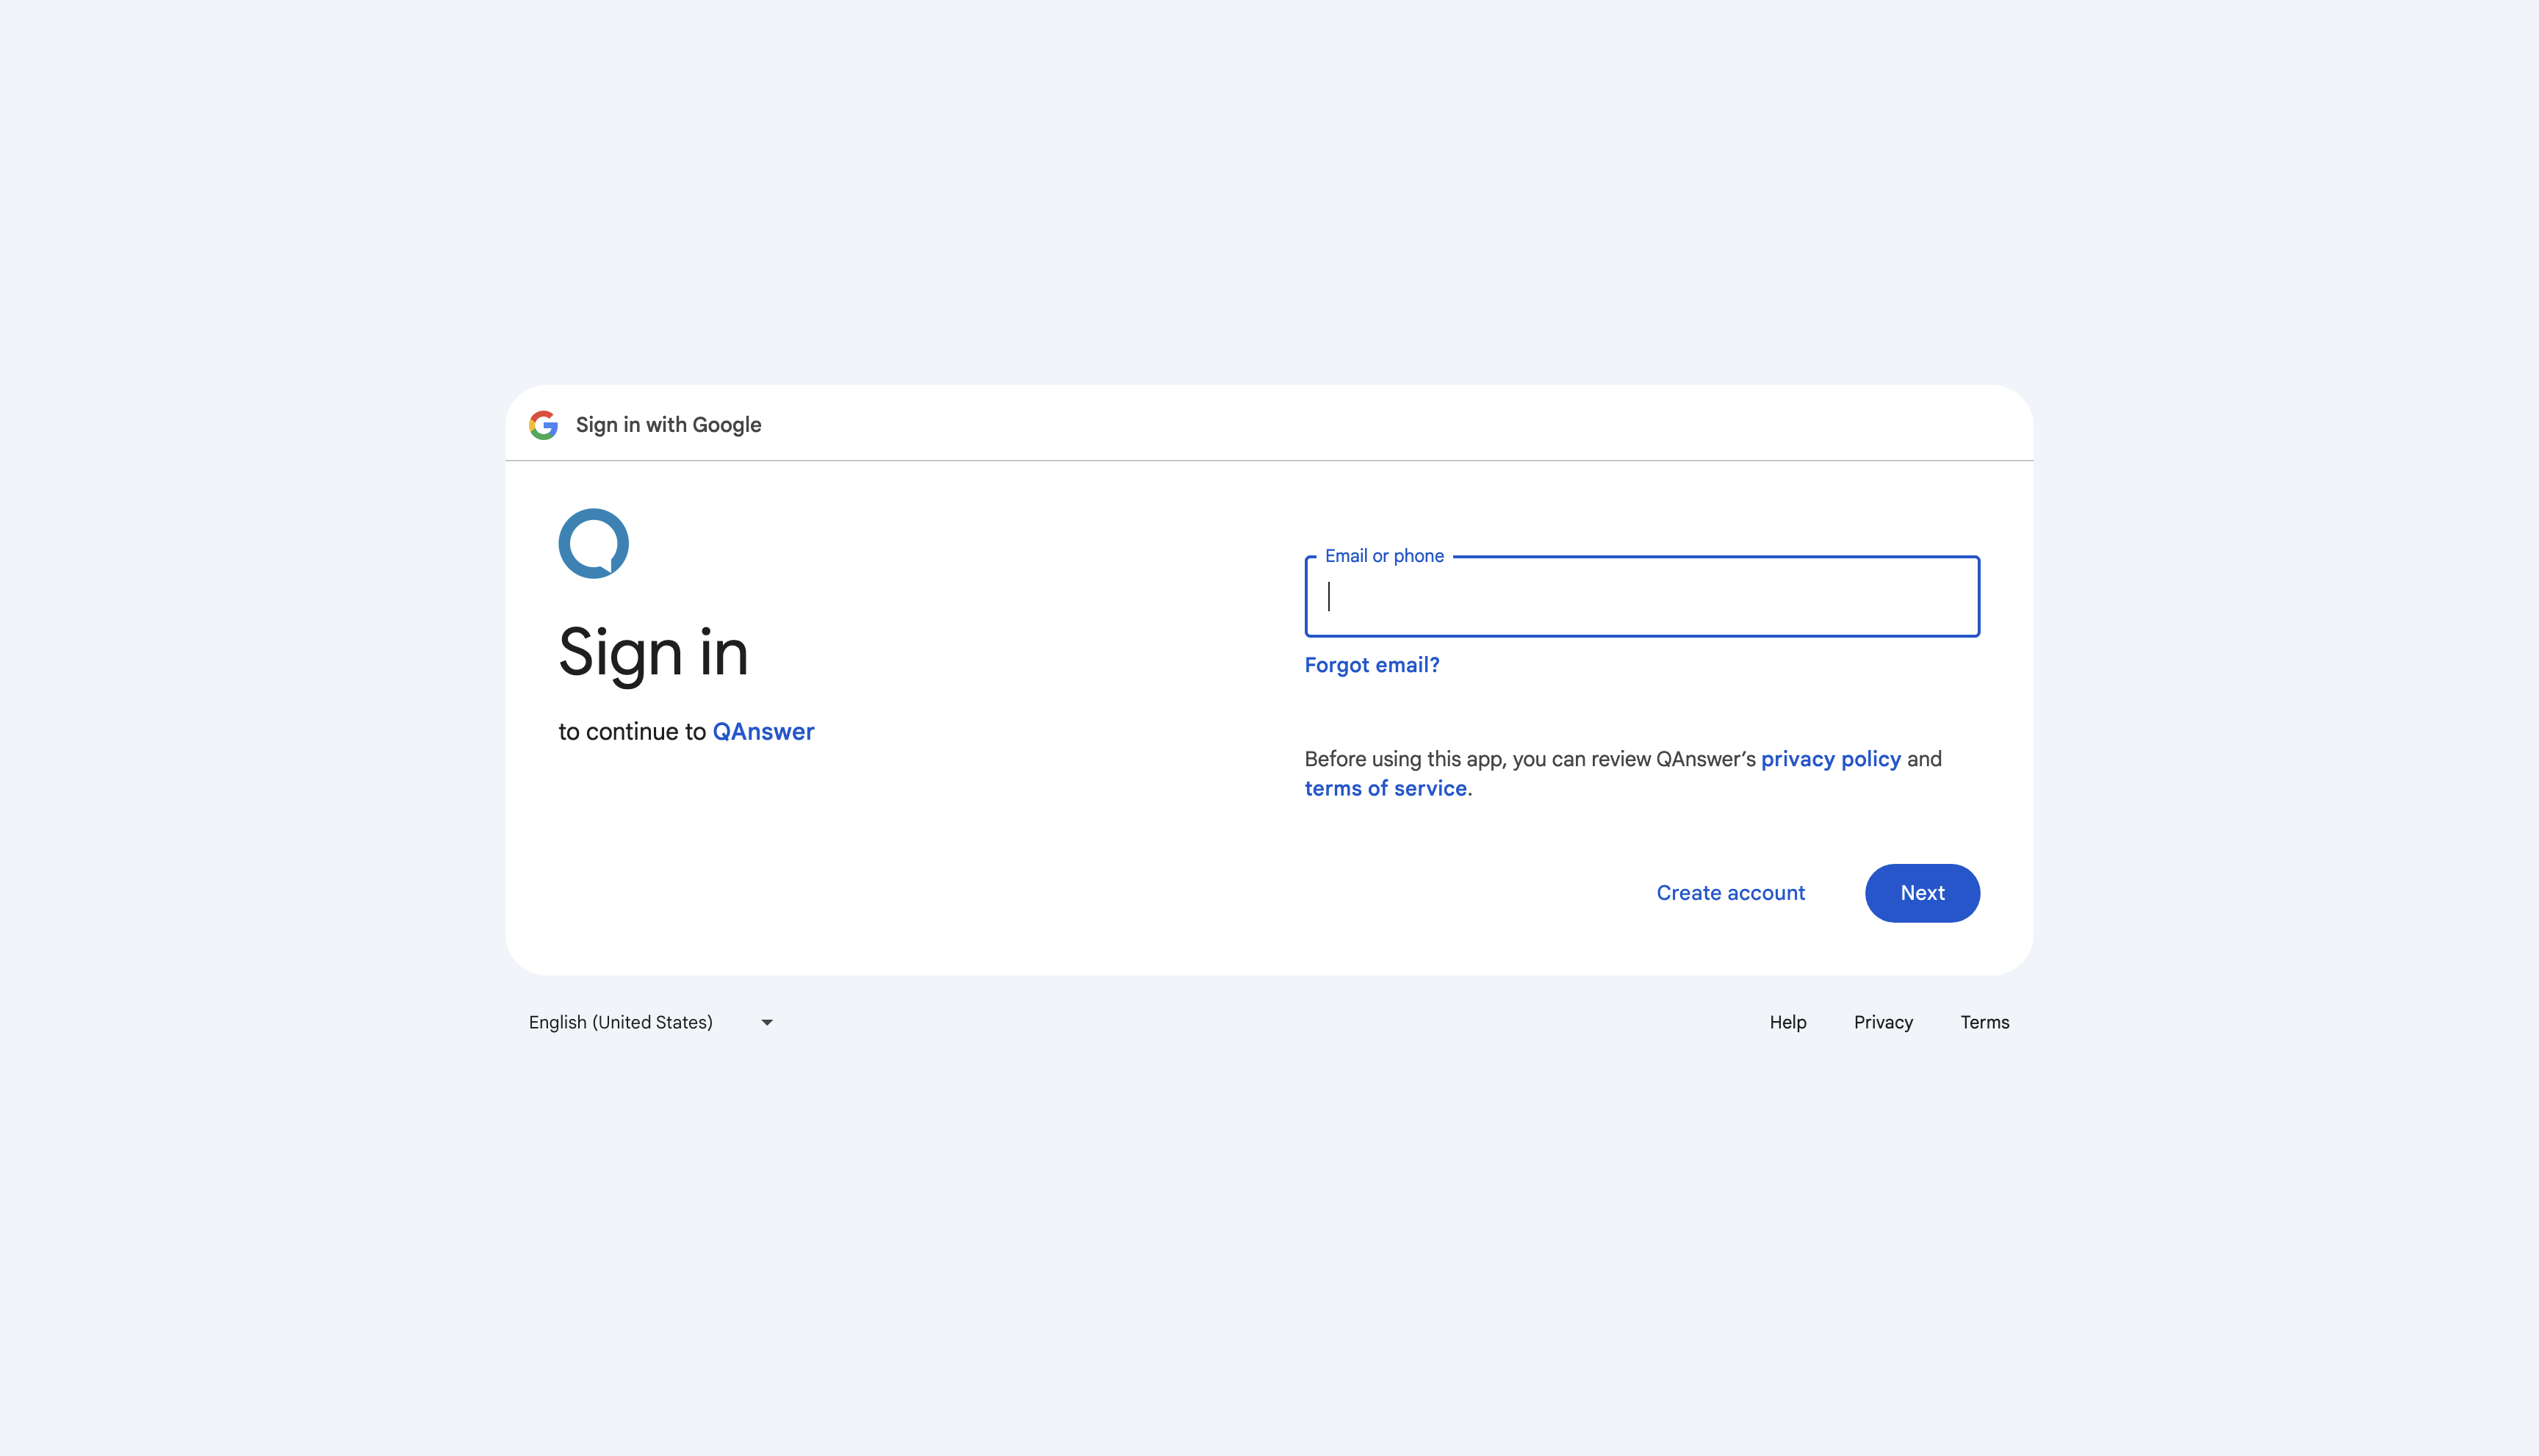 Sign in with Google
Sign in
to continue to QAnswer
Email or phone
Forgot email?
Before using this app, you can review QAnswer’s privacy policy and
terms of service.
Create account
Next
English (United States)
Help
Privacy
Terms